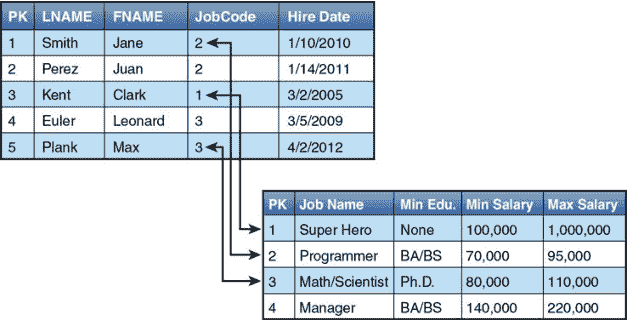 PK LNAME FNAME JobCode Hire Date
1 Smith Jane 2 1/10/2010
2 Perez Juan 2 1/14/2011
3 Kent Clark 1 3/2/2005
4 Euler Leonard 3 3/5/2009
5 Plank Max 3 4/2/2012
PK Job Name Min Edu. Min Salary Max Salary
1 Super Hero None 100,000 1,000,000
2 Programmer BA/BS 70,000 95,000
3 Math/Scientist Ph.D. 80,000 110,000
4 Manager BA/BS 140,000 220,000